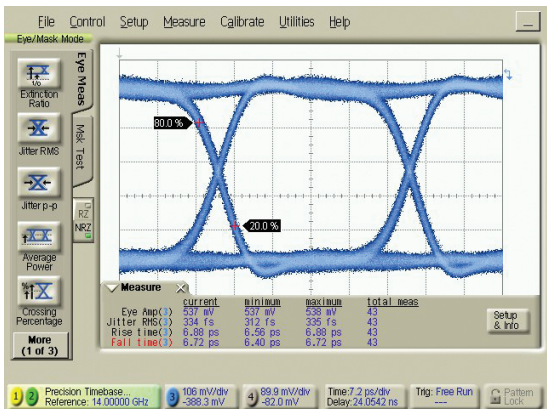 File Control Setup Measure Calibrate Utilities Help
Eye/Mask Mode
Extinction
Ratio
Jitter RMS
Jitter p-p
Average
Power
Crossing
Percentage
More
(1 of 3)
Eye Meas
Msk Test
RZ
NRZ
80.0 %
20.0 %
Measure
current minimum maximum total meas
Eye Amp(3) 537 mV 537 mV 538 mV 43
Jitter RMS(3) 334 fs 312 fs 335 fs 43
Rise time(3) 6.88 ps 6.56 ps 6.88 ps 43
Fall time(3) 6.72 ps 6.40 ps 6.72 ps 43
Setup
& Info
1 2 Precision Timebase...
Reference: 14.00000 GHz
3 106 mV/div
-388.3 mV
4 89.9 mV/div
-82.0 mV
Time:7.2 ps/div
Delay:24.0542 ns
Trig: Free Run
---
Pattern
Lock